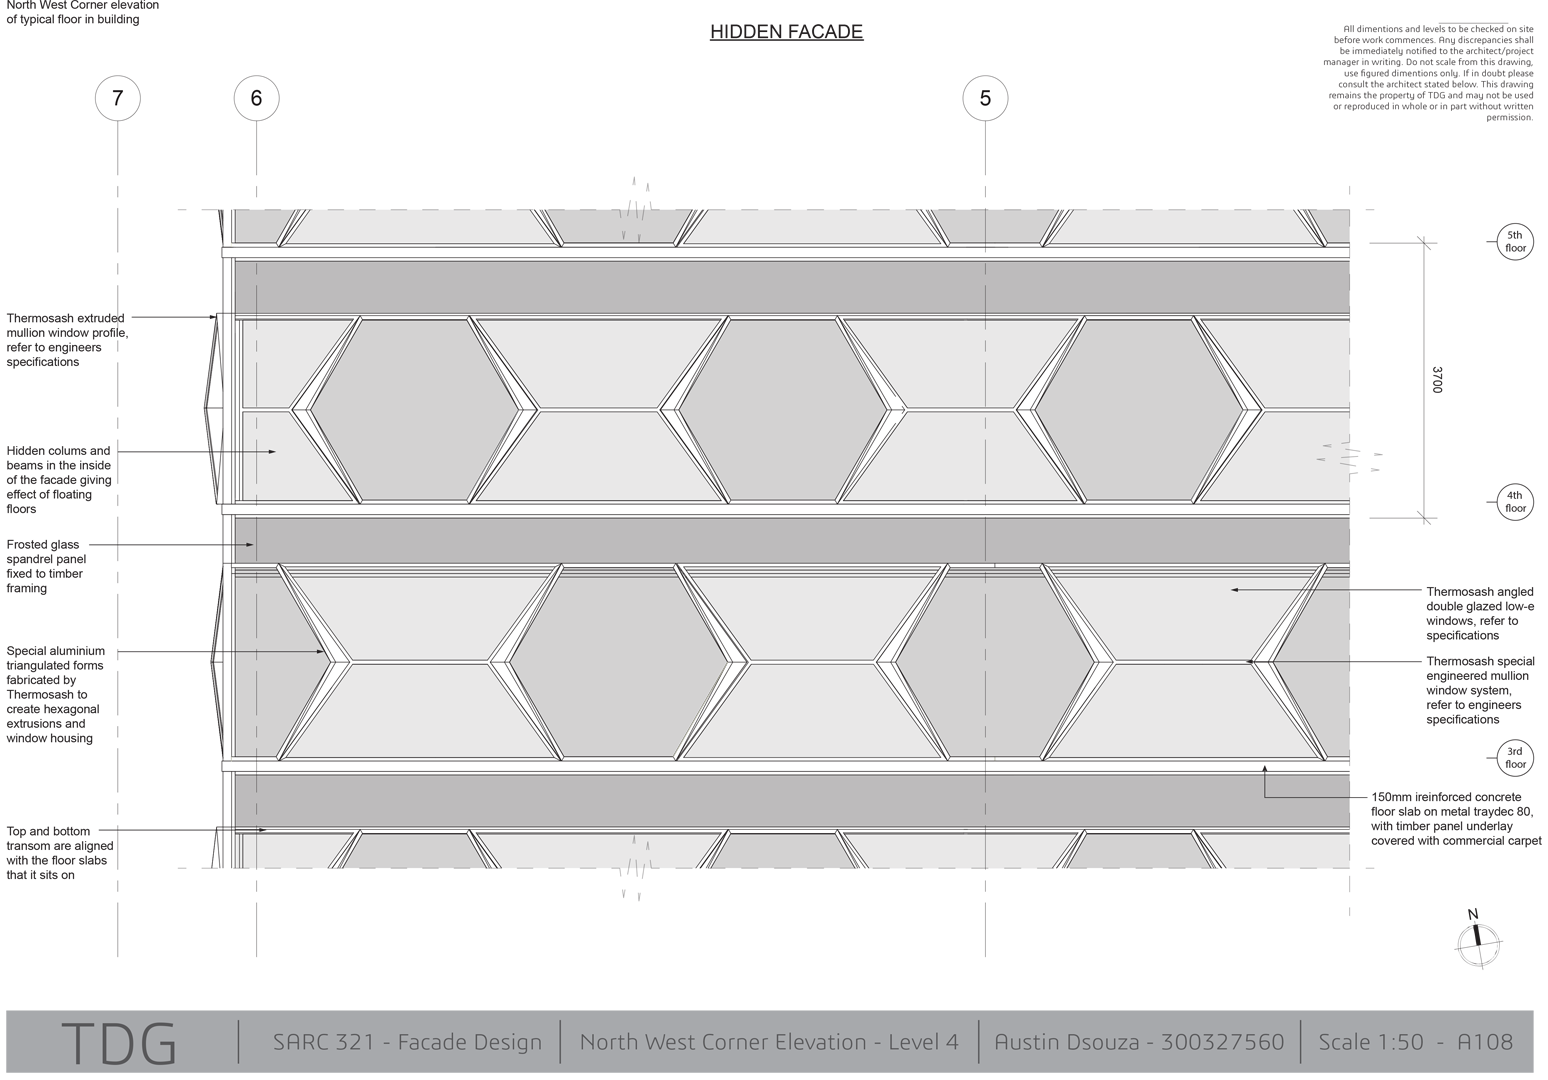 North West Corner elevation
of typical floor in building
HIDDEN FACADE
All dimentions and levels to be checked on site
before work commences. Any discrepancies shall
be immediately notified to the architect/project
manager in writing. Do not scale from this drawing,
use figured dimentions only. If in doubt please
consult the architect stated below. This drawing
remains the property of TDG and may not be used
or reproduced in whole or in part without written
permission.
7
6
5
5th
floor
Thermosash extruded
mullion window profile,
refer to engineers
specifications
3700
Hidden colums and
beams in the inside
of the facade giving
effect of floating
floors
4th
floor
Frosted glass
spandrel panel
fixed to timber
framing
Thermosash angled
double glazed low-e
windows, refer to
specifications
Special aluminium
triangulated forms
fabricated by
Thermosash to
create hexagonal
extrusions and
window housing
Thermosash special
engineered mullion
window system,
refer to engineers
specifications
3rd
floor
150mm ireinforced concrete
floor slab on metal traydec 80,
with timber panel underlay
covered with commercial carpet
Top and bottom
transom are aligned
with the floor slabs
that it sits on
N
TDG
SARC 321 - Facade Design
North West Corner Elevation - Level 4
Austin Dsouza - 300327560
Scale 1:50 - A108